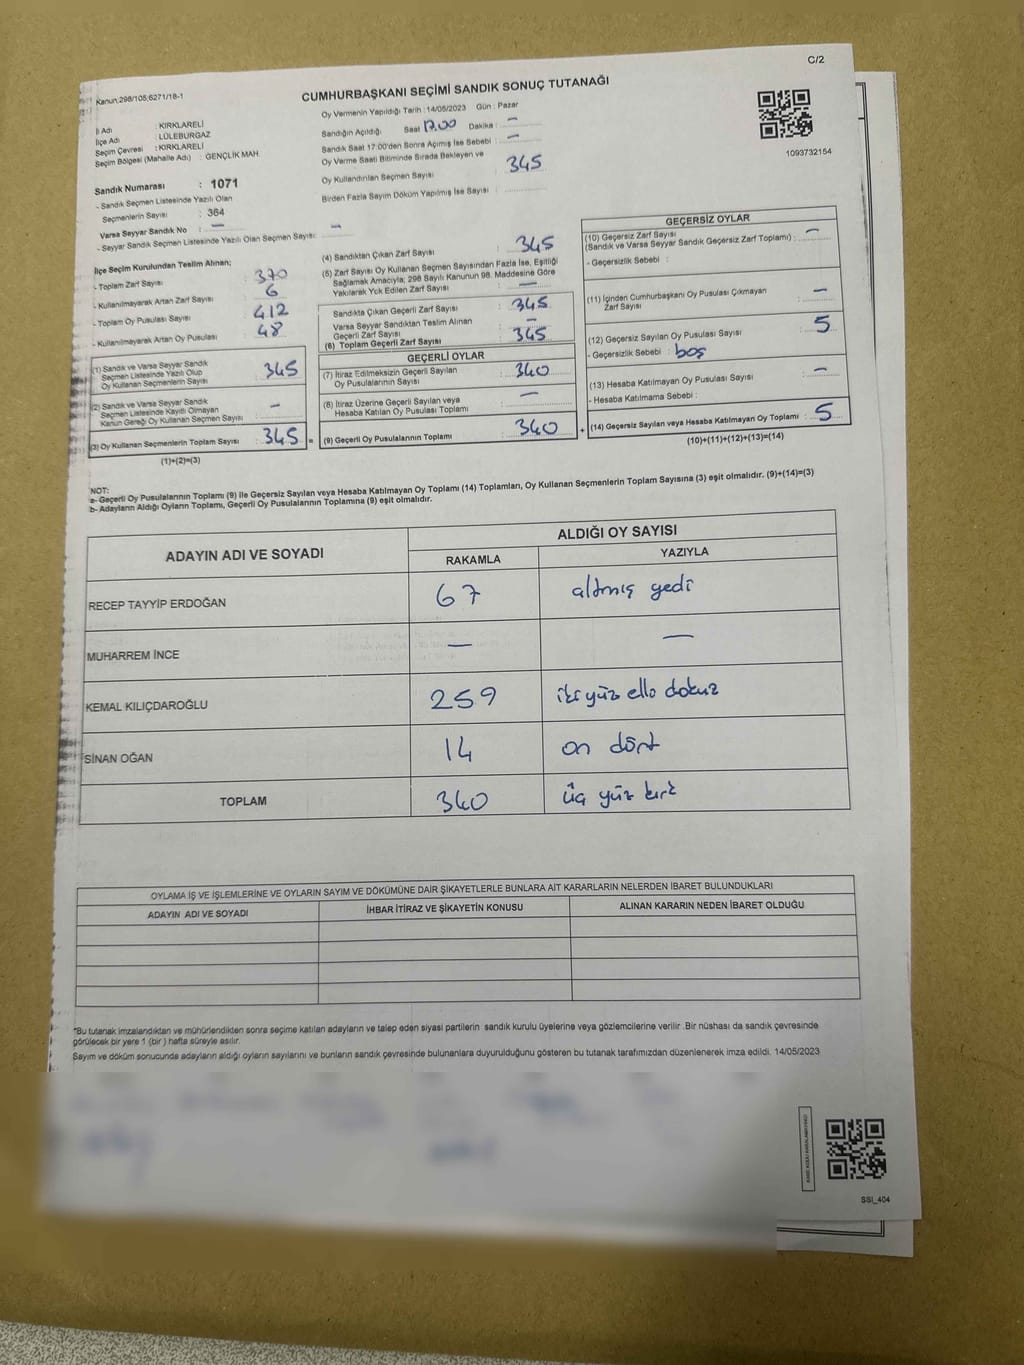 C/2
Kanun:298/105;6271/18-1
CUMHURBAŞKANI SEÇİMİ SANDIK SONUÇ TUTANAĞI
İl Adı : KIRKLARELİ
İlçe Adı : LÜLEBURGAZ
Seçim Çevresi : KIRKLARELİ
Seçim Bölgesi (Mahalle Adı) : GENÇLİK MAH.
Sandık Numarası : 1071
- Sandık Seçmen Listesinde Yazılı Olan
Seçmenlerin Sayısı : 364
Varsa Seyyar Sandık No : —
- Seyyar Sandık Seçmen Listesinde Yazılı Olan Seçmen Sayısı: —
Oy Vermenin Yapıldığı Tarih : 14/05/2023 Gün : Pazar
Sandığın Açıldığı Saat 17.00 Dakika : —
Sandık Saat 17:00'den Sonra Açımış İse Sebebi : —
Oy Verme Saati Bitiminde Sırada Bekleyen ve
Oy Kullandırılan Seçmen Sayısı : 345
Birden Fazla Sayım Döküm Yapılmış İse Sayısı :
1093732154
İlçe Seçim Kurulundan Teslim Alınan;
- Toplam Zarf Sayısı : 370
- Kullanılmayarak Artan Zarf Sayısı : 6
- Toplam Oy Pusulası Sayısı : 412
- Kullanılmayarak Artan Oy Pusulası : 48
(1) Sandık ve Varsa Seyyar Sandık
Seçmen Listesinde Yazılı Olup
Oy Kullanan Seçmenlerin Sayısı : 345
(2) Sandık ve Varsa Seyyar Sandık
Seçmen Listesinde Kayıtlı Olmayan
Kanun Gereği Oy Kullanan Seçmen Sayısı : —
(3) Oy Kullanan Seçmenlerin Toplam Sayısı : 345 =
(1)+(2)=(3)
(4) Sandıktan Çıkan Zarf Sayısı : 345
(5) Zarf Sayısı Oy Kullanan Seçmen Sayısından Fazla İse, Eşitliği
Sağlamak Amacıyla; 298 Sayılı Kanunun 98. Maddesine Göre
Yakılarak Yok Edilen Zarf Sayısı : —
Sandıkta Çıkan Geçerli Zarf Sayısı : 345
Varsa Seyyar Sandıktan Teslim Alınan
Geçerli Zarf Sayısı : —
(6) Toplam Geçerli Zarf Sayısı : 345
GEÇERLİ OYLAR
(7) İtiraz Edilmeksizin Geçerli Sayılan
Oy Pusulalarının Sayısı : 340
(8) İtiraz Üzerine Geçerli Sayılan veya
Hesaba Katılan Oy Pusulası Toplamı : —
(9) Geçerli Oy Pusulalarının Toplamı : 340 +
GEÇERSİZ OYLAR
(10) Geçersiz Zarf Sayısı
(Sandık ve Varsa Seyyar Sandık Geçersiz Zarf Toplamı) : —
- Geçersizlik Sebebi :
(11) İçinden Cumhurbaşkanı Oy Pusulası Çıkmayan
Zarf Sayısı : —
(12) Geçersiz Sayılan Oy Pusulası Sayısı : 5
- Geçersizlik Sebebi : boş
(13) Hesaba Katılmayan Oy Pusulası Sayısı : —
- Hesaba Katılmama Sebebi :
(14) Geçersiz Sayılan veya Hesaba Katılmayan Oy Toplamı : 5
(10)+(11)+(12)+(13)=(14)
NOT:
a- Geçerli Oy Pusulalarının Toplamı (9) ile Geçersiz Sayılan veya Hesaba Katılmayan Oy Toplamı (14) Toplamları, Oy Kullanan Seçmenlerin Toplam Sayısına (3) eşit olmalıdır. (9)+(14)=(3)
b- Adayların Aldığı Oyların Toplamı, Geçerli Oy Pusulalarının Toplamına (9) eşit olmalıdır.
ADAYIN ADI VE SOYADI ALDIĞI OY SAYISI
RAKAMLA YAZIYLA
RECEP TAYYİP ERDOĞAN 67 altmış yedi
MUHARREM İNCE — —
KEMAL KILIÇDAROĞLU 259 iki yüz ello dokuz
SİNAN OĞAN 14 on dört
TOPLAM 340 üç yüz kırk
OYLAMA İŞ VE İŞLEMLERİNE VE OYLARIN SAYIM VE DÖKÜMÜNE DAİR ŞİKAYETLERLE BUNLARA AİT KARARLARIN NELERDEN İBARET BULUNDUKLARI
ADAYIN ADI VE SOYADI İHBAR İTİRAZ VE ŞİKAYETİN KONUSU ALINAN KARARIN NEDEN İBARET OLDUĞU
*Bu tutanak imzalandıktan ve mühürlendikten sonra seçime katılan adayların ve talep eden siyasi partilerin sandık kurulu üyelerine veya gözlemcilerine verilir .Bir nüshası da sandık çevresinde
görülecek bir yere 1 (bir ) hafta süreyle asılır.
Sayım ve döküm sonucunda adayların aldığı oyların sayılarını ve bunların sandık çevresinde bulunanlara duyurulduğunu gösteren bu tutanak tarafımızdan düzenlenerek imza edildi. 14/05/2023
SSI_404